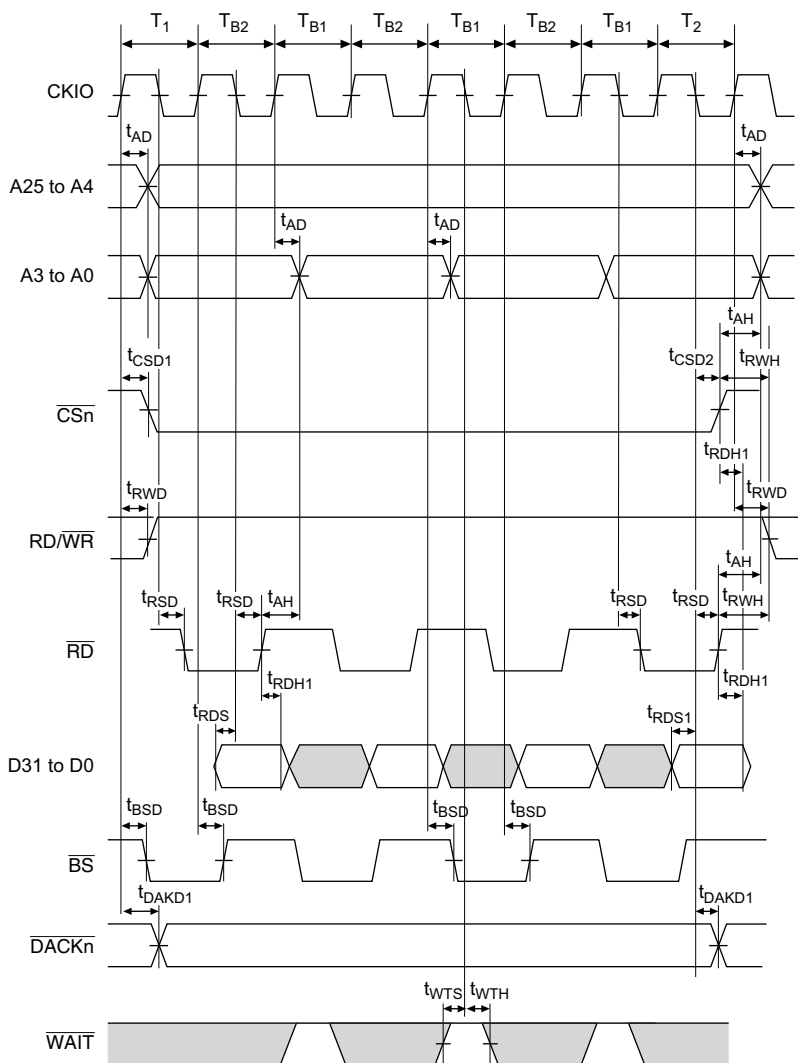 T1 TB2 TB1 TB2 TB1 TB2 TB1 T2
CKIO
tAD tAD
A25 to A4
tAD tAD
A3 to A0
tAH
tCSD1 tCSD2 tRWH
CSn
tRDH1
tRWD tRWD
RD/WR
tAH
tRSD tRSD tAH tRSD tRSD tRWH
RD
tRDH1 tRDH1
tRDS tRDS1
D31 to D0
tBSD tBSD tBSD tBSD
BS
tDAKD1 tDAKD1
DACKn
tWTS tWTH
WAIT